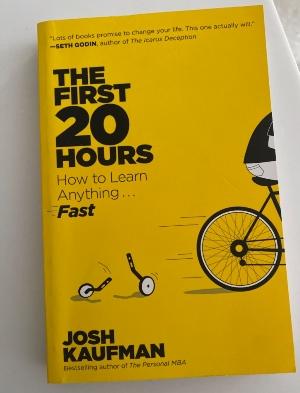 "Lots of books promise to change your life. This one actually will."
—SETH GODIN, author of The Icarus Deception
THE
FIRST
20
HOURS
How to Learn
Anything...
Fast
JOSH
KAUFMAN
Bestselling author of The Personal MBA